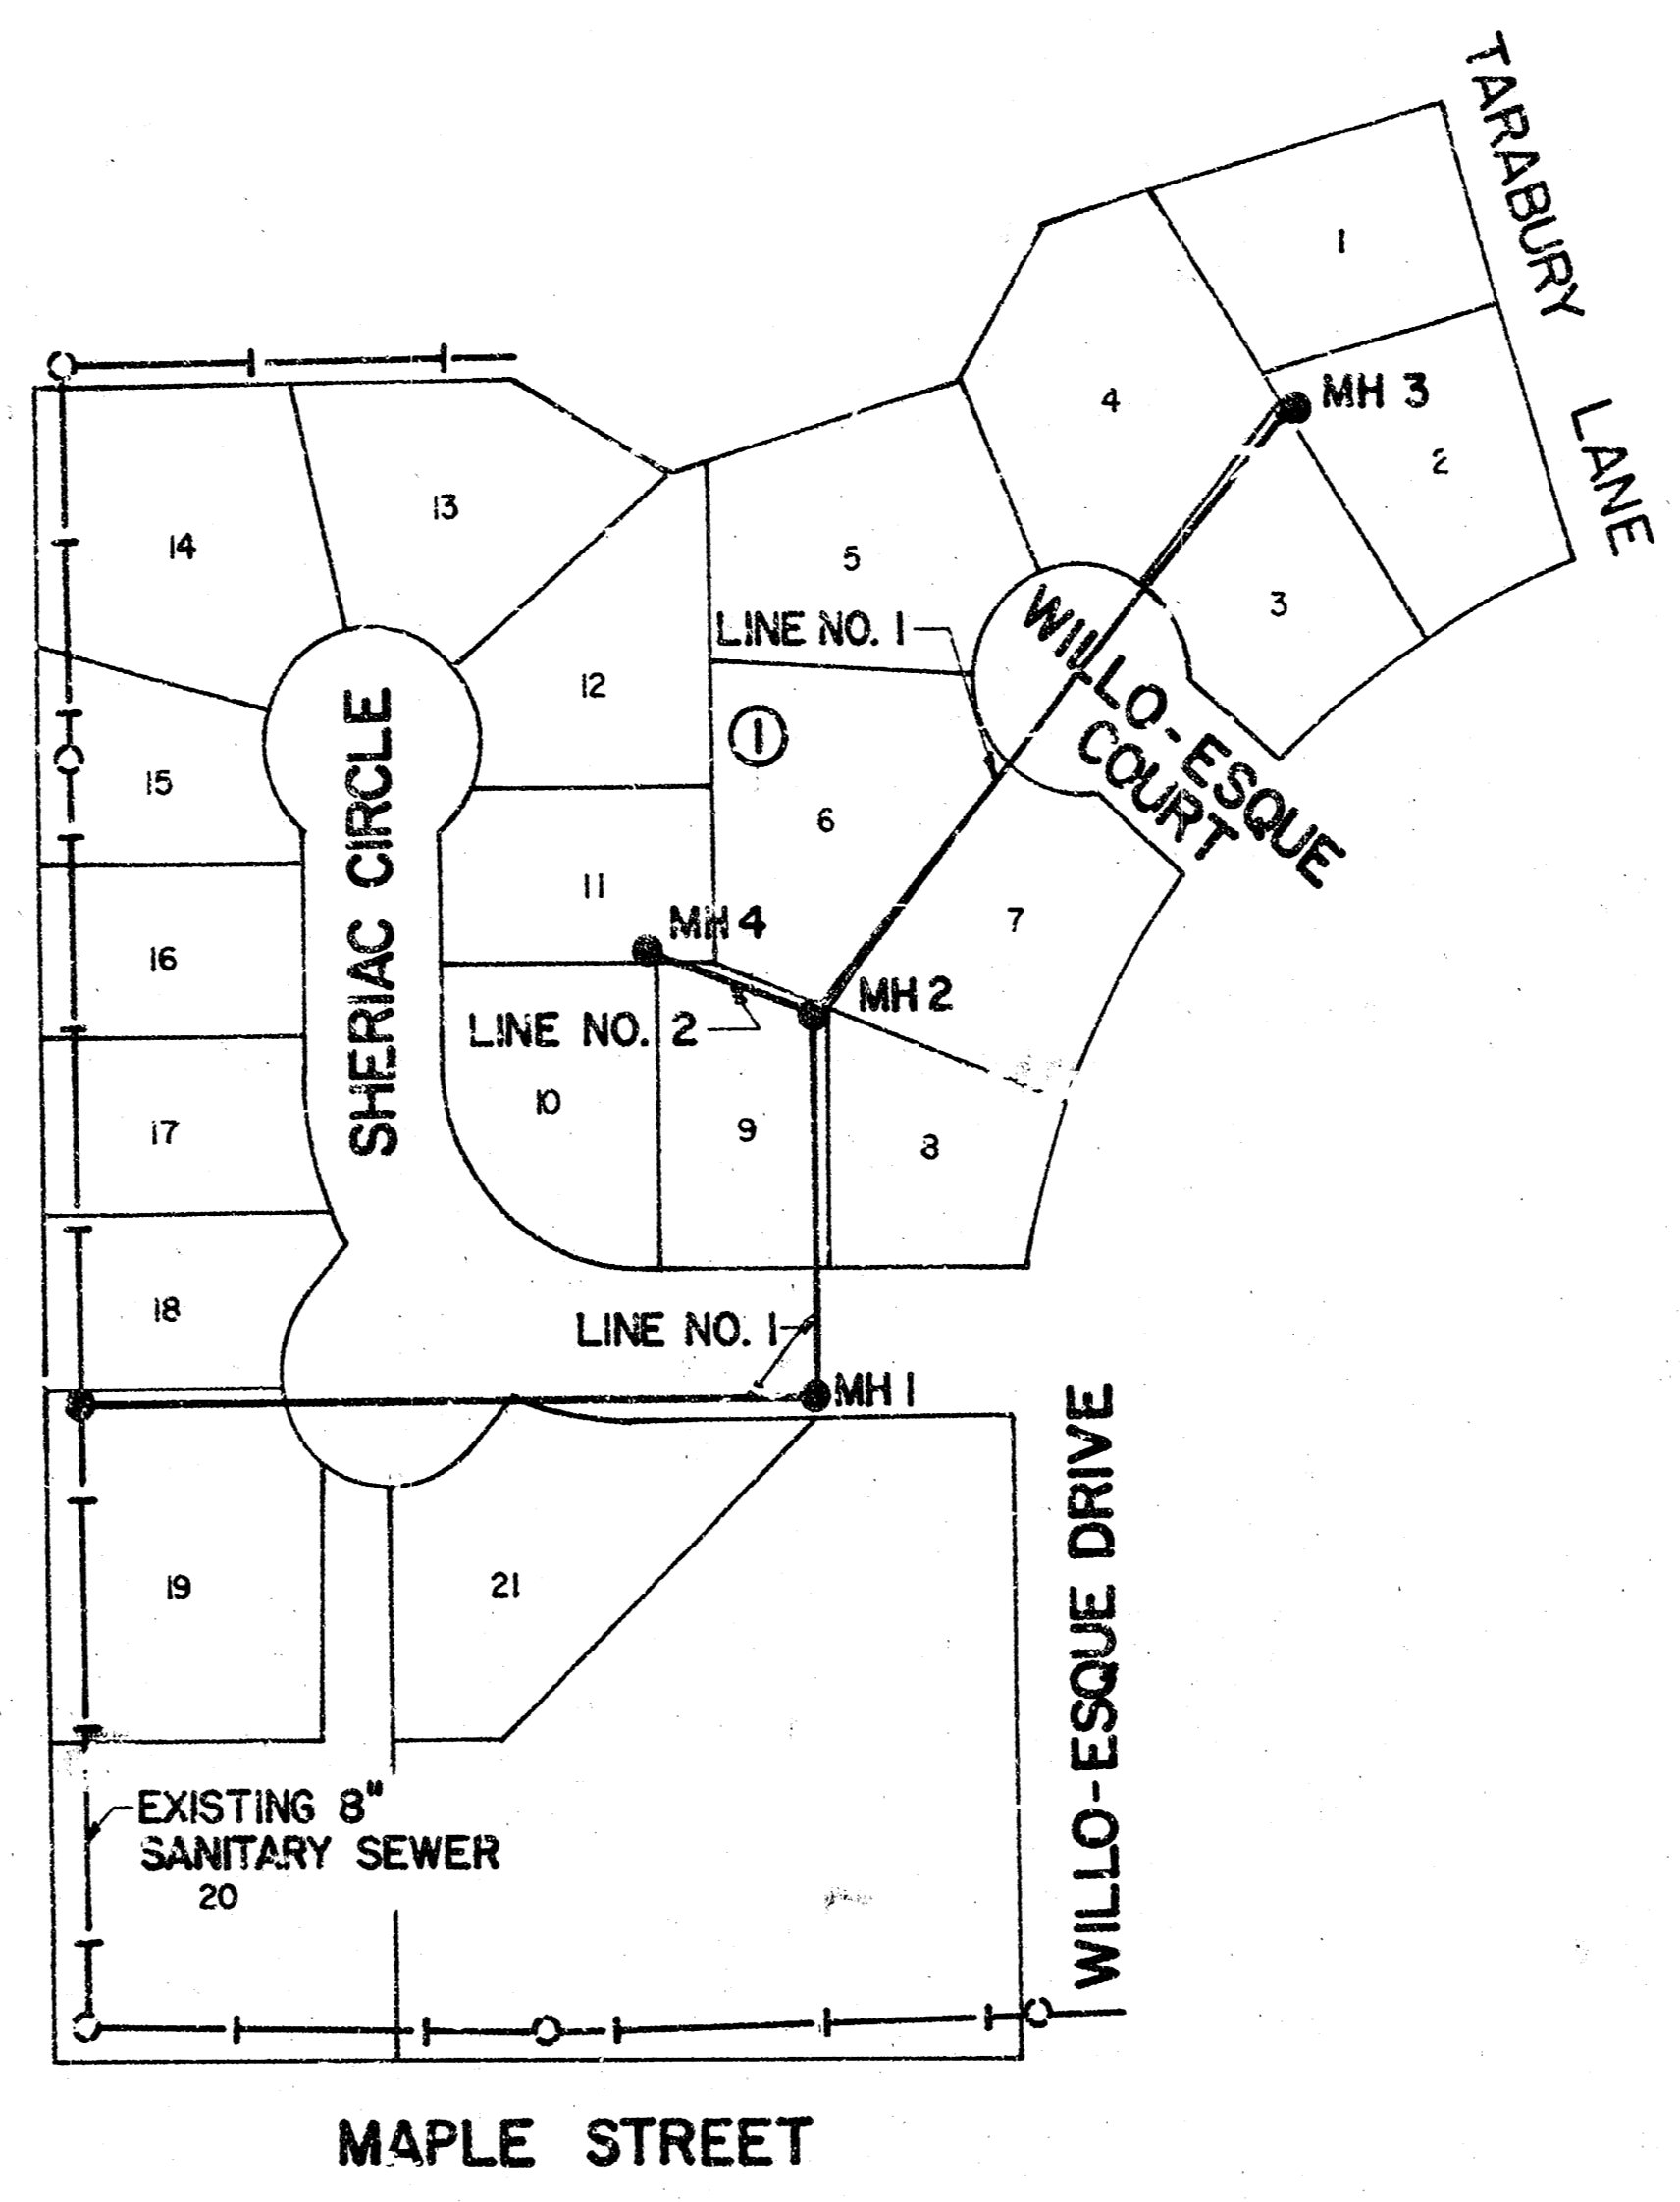 TARABURY
LANE
1
MH 3
4
2
13
14
5
3
LINE NO. 1
WILLO-ESQUE
COURT
12
1
15
6
SHERIAC CIRCLE
11
MH 4
7
16
MH 2
LINE NO. 2
10
9
8
17
18
LINE NO. 1
MH 1
WILLO-ESQUE DRIVE
19
21
EXISTING 8"
SANITARY SEWER
20
MAPLE STREET